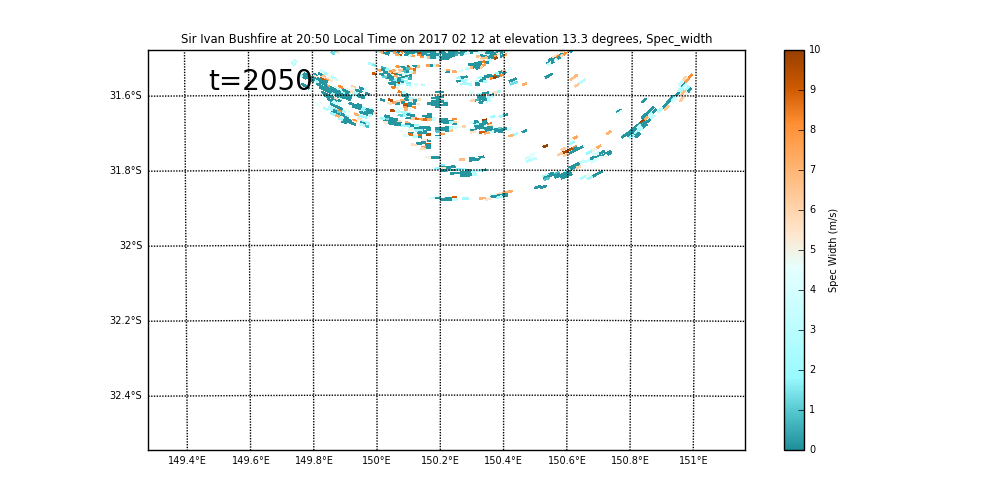 Sir Ivan Bushfire at 20:50 Local Time on 2017 02 12 at elevation 13.3 degrees, Spec_width
t=2050
31.6°S
31.8°S
32°S
32.2°S
32.4°S
149.4°E 149.6°E 149.8°E 150°E 150.2°E 150.4°E 150.6°E 150.8°E 151°E
10
9
8
7
6
5
4
3
2
1
0
Spec Width (m/s)